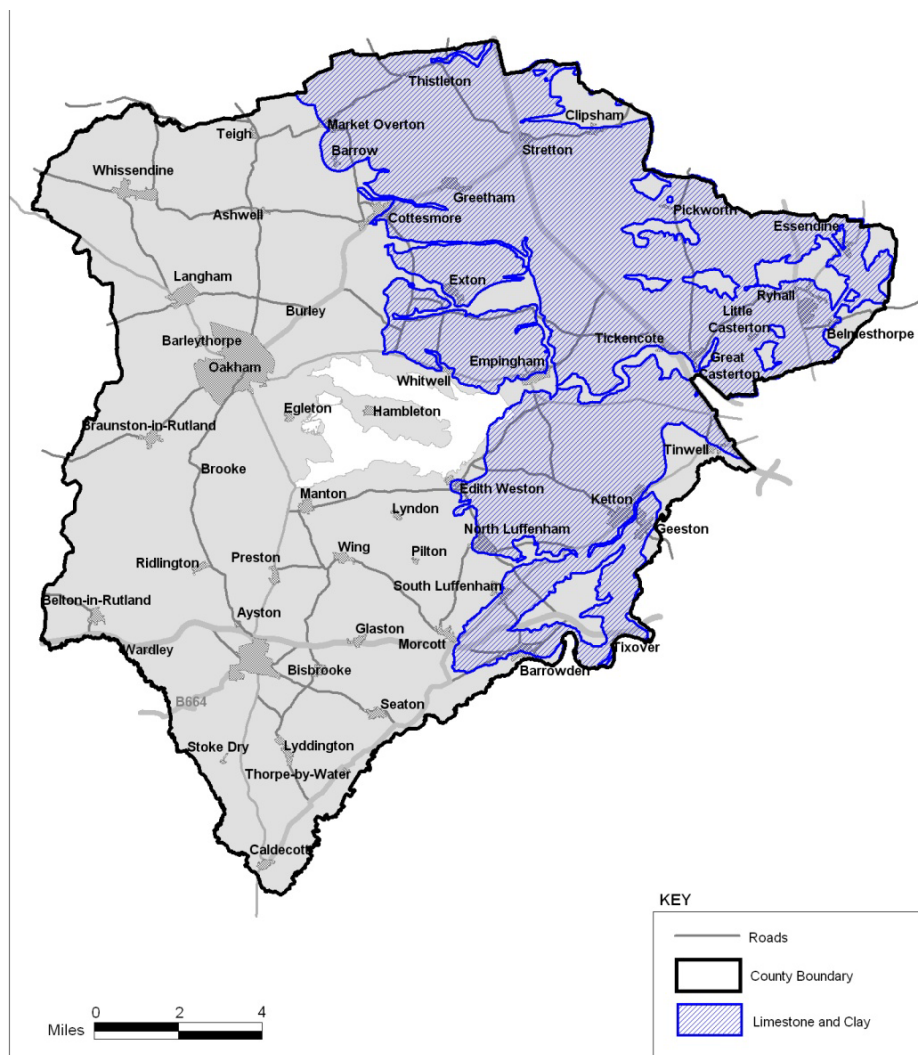 Thistleton
Clipsham
Teigh
Market Overton
Stretton
Barrow
Whissendine
Greetham
Pickworth
Ashwell
Cottesmore
Essendine
Langham
Exton
Ryhall
Burley
Little
Casterton
Belmesthorpe
Barleythorpe
Tickencote
Oakham
Empingham
Great
Casterton
Whitwell
Egleton
Hambleton
Braunston-in-Rutland
Tinwell
Brooke
Edith Weston
Manton
Ketton
Lyndon
Geeston
North Luffenham
Preston
Wing
Pilton
Ridlington
South Luffenham
Belton-in-Rutland
Ayston
Glaston
Morcott
Wardley
Tixover
Bisbrooke
Barrowden
B664
Seaton
Stoke Dry
Lyddington
Thorpe-by-Water
Caldecott
KEY
Roads
County Boundary
Limestone and Clay
0 2 4
Miles